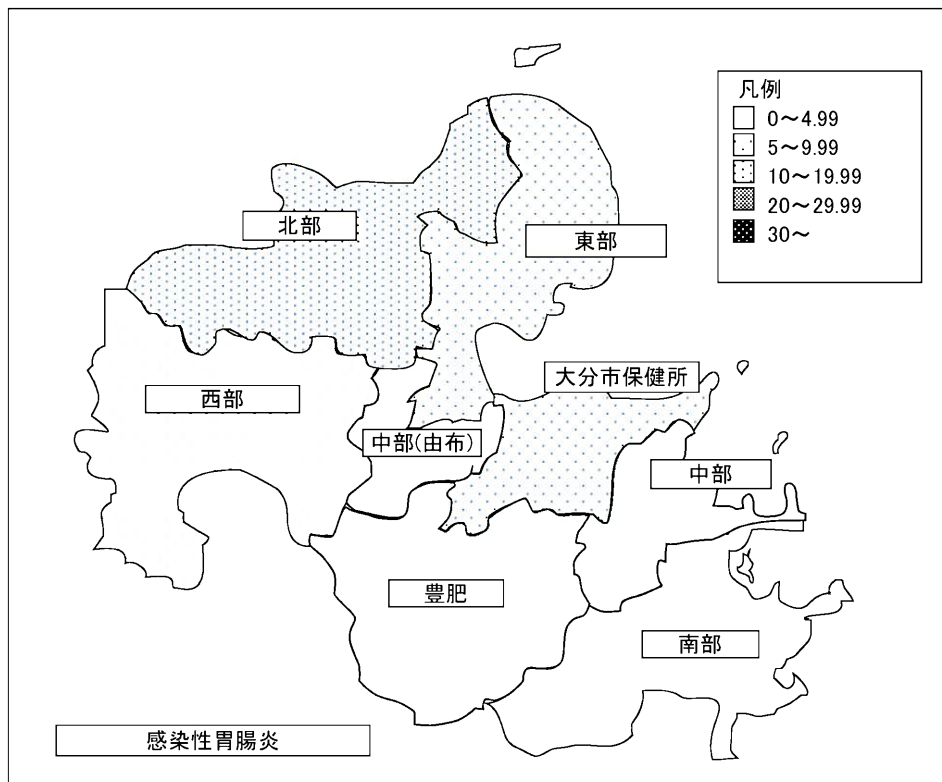 凡例
0～4.99
5～9.99
10～19.99
20～29.99
30～
北部
東部
大分市保健所
西部
中部(由布)
中部
豊肥
南部
感染性胃腸炎